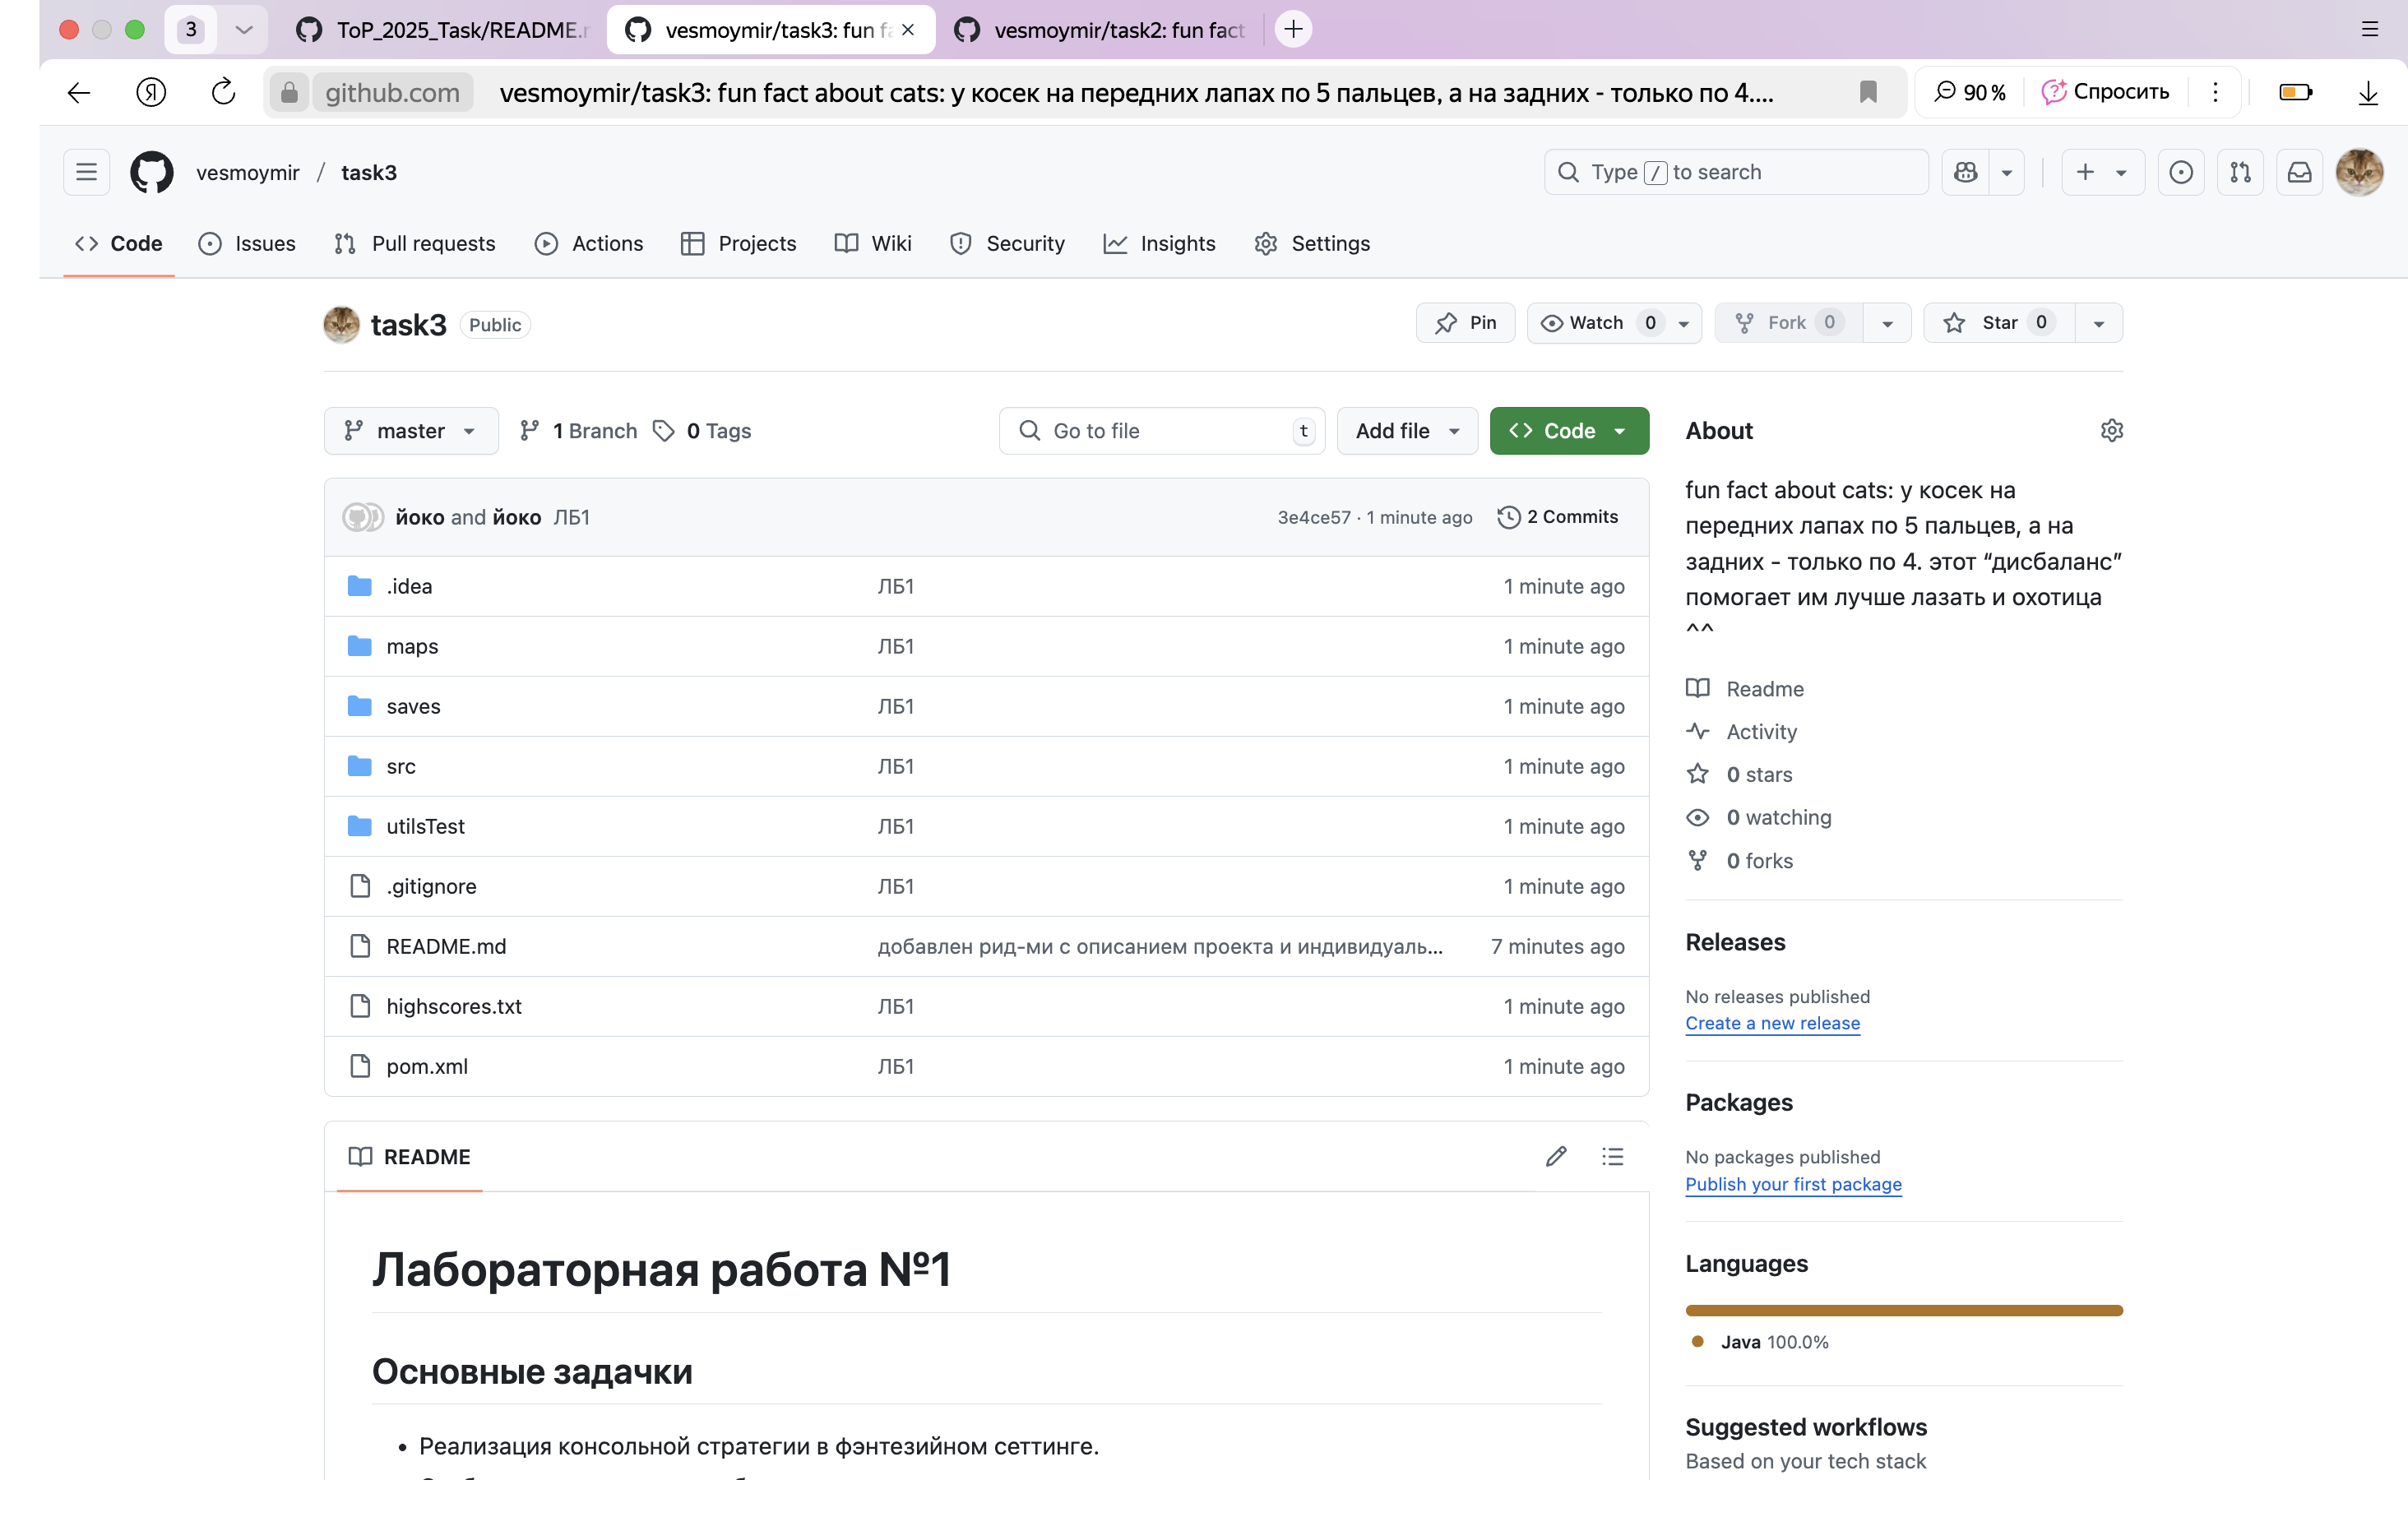 3
ToP_2025_Task/README.
vesmoymir/task3: fun fa
vesmoymir/task2: fun fact
github.com
vesmoymir/task3: fun fact about cats: у косек на передних лапах по 5 пальцев, а на задних - только по 4....
90 %
Спросить
vesmoymir / task3
Type / to search
Code
Issues
Pull requests
Actions
Projects
Wiki
Security
Insights
Settings
task3
Public
Pin
Watch 0
Fork 0
Star 0
master
1 Branch
0 Tags
Go to file
t
Add file
Code
йоко and йоко ЛБ1
3e4ce57 · 1 minute ago
2 Commits
.idea ЛБ1 1 minute ago
maps ЛБ1 1 minute ago
saves ЛБ1 1 minute ago
src ЛБ1 1 minute ago
utilsTest ЛБ1 1 minute ago
.gitignore ЛБ1 1 minute ago
README.md добавлен рид-ми с описанием проекта и индивидуаль... 7 minutes ago
highscores.txt ЛБ1 1 minute ago
pom.xml ЛБ1 1 minute ago
README
Лабораторная работа №1
Основные задачки
• Реализация консольной стратегии в фэнтезийном сеттинге.
About
fun fact about cats: у косек на
передних лапах по 5 пальцев, а на
задних - только по 4. этот “дисбаланс”
помогает им лучше лазать и охотица
^^
Readme
Activity
0 stars
0 watching
0 forks
Releases
No releases published
Create a new release
Packages
No packages published
Publish your first package
Languages
Java 100.0%
Suggested workflows
Based on your tech stack